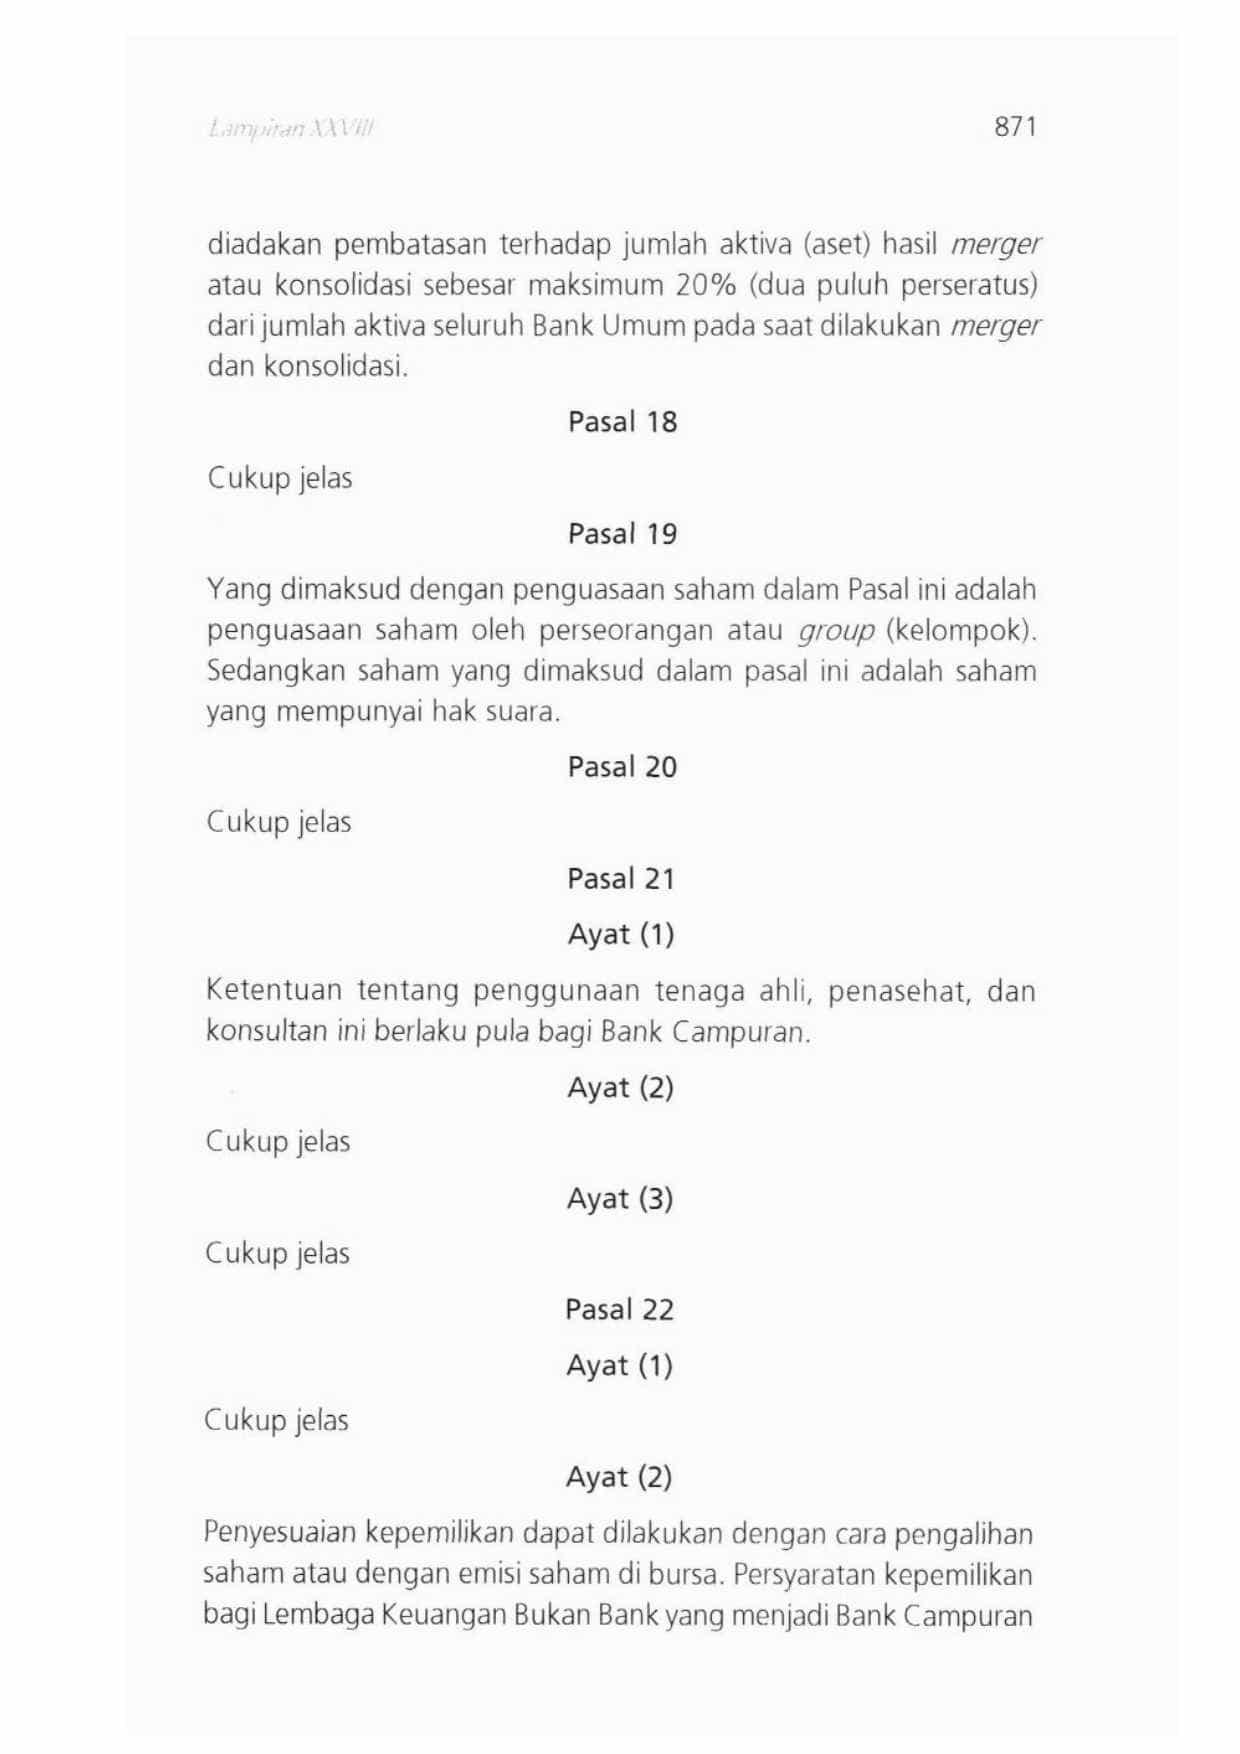 Lampiran XXVIII 871
diadakan pembatasan terhadap jumlah aktiva (aset) hasil merger
atau konsolidasi sebesar maksimum 20% (dua puluh perseratus)
dari jumlah aktiva seluruh Bank Umum pada saat dilakukan merger
dan konsolidasi.
Pasal 18
Cukup jelas
Pasal 19
Yang dimaksud dengan penguasaan saham dalam Pasal ini adalah
penguasaan saham oleh perseorangan atau group (kelompok).
Sedangkan saham yang dimaksud dalam pasal ini adalah saham
yang mempunyai hak suara.
Pasal 20
Cukup jelas
Pasal 21
Ayat (1)
Ketentuan tentang penggunaan tenaga ahli, penasehat, dan
konsultan ini berlaku pula bagi Bank Campuran.
Ayat (2)
Cukup jelas
Ayat (3)
Cukup jelas
Pasal 22
Ayat (1)
Cukup jelas
Ayat (2)
Penyesuaian kepemilikan dapat dilakukan dengan cara pengalihan
saham atau dengan emisi saham di bursa. Persyaratan kepemilikan
bagi Lembaga Keuangan Bukan Bank yang menjadi Bank Campuran